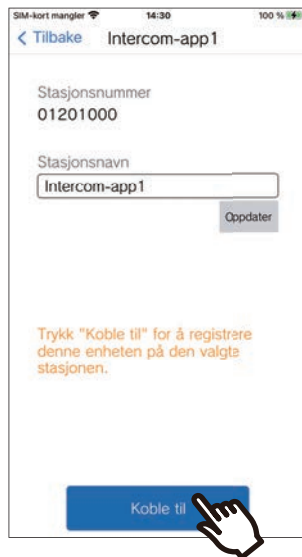 SIM-kort mangler 14:30 100 %
Tilbake Intercom-app1
Stasjonsnummer
01201000
Stasjonsnavn
Intercom-app1
Oppdater
Trykk "Koble til" for å registrere
denne enheten på den valgte
stasjonen.
Koble til